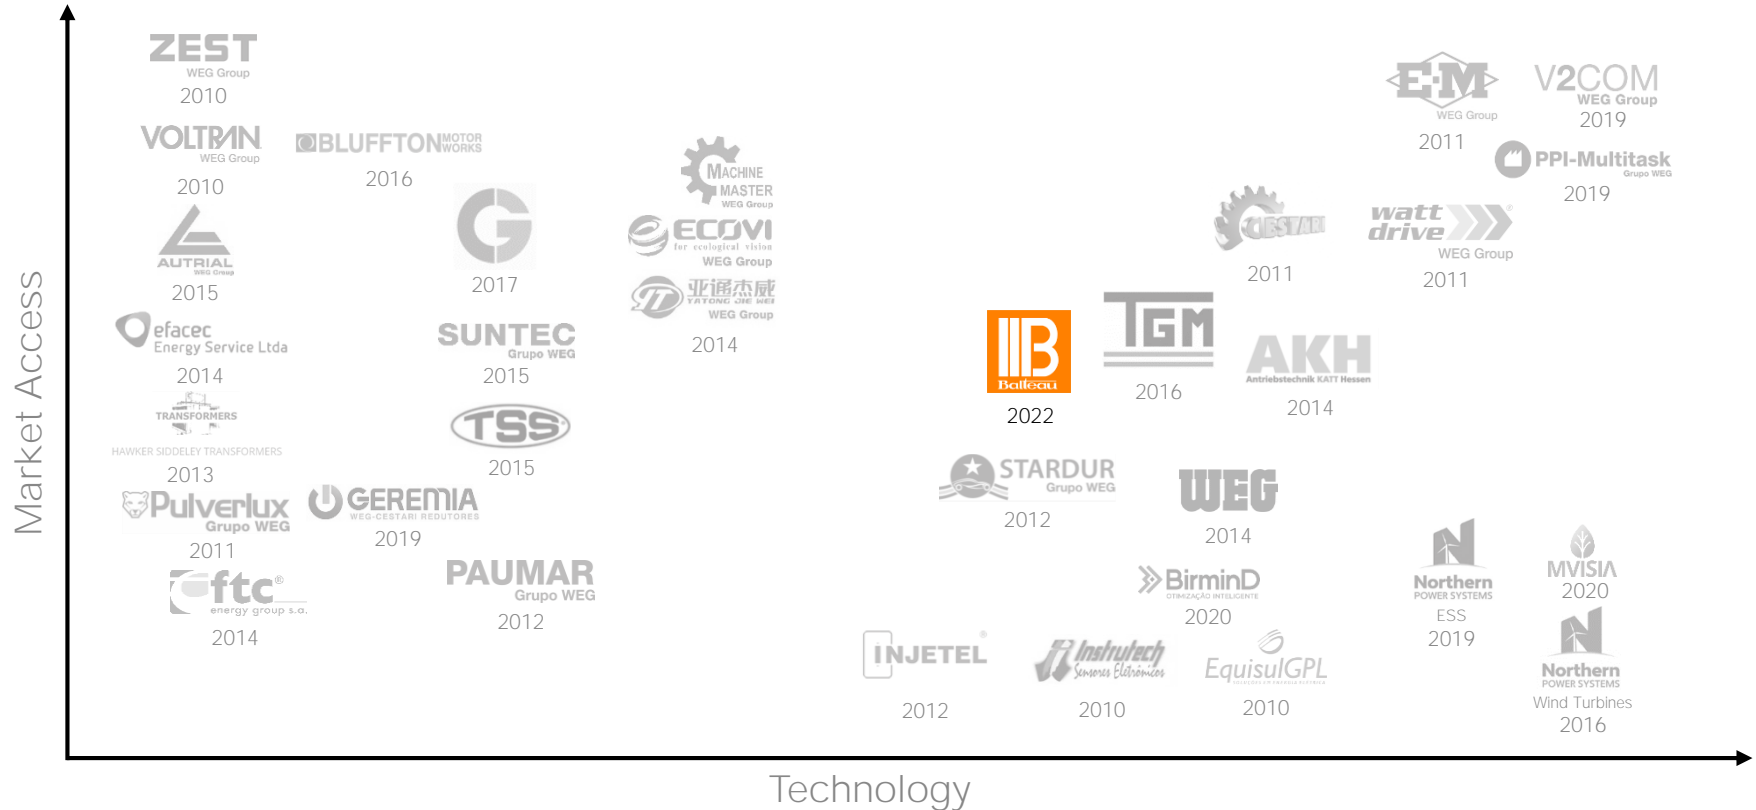 Market Access
ZEST
WEG Group
2010
VOLTRAN
WEG Group
2010
AUTRIAL
WEG Group
2015
efacec
Energy Service Ltda
2014
TRANSFORMERS
HAWKER SIDDELEY TRANSFORMERS
2013
Pulverlux
Grupo WEG
2011
ftc®
energy group s.a.
2014
BLUFFTON MOTOR WORKS
2016
G
2017
SUNTEC
Grupo WEG
2015
TSS
2015
GEREMIA
WEG-CESTARI REDUTORES
2019
PAUMAR
Grupo WEG
2012
MACHINE
MASTER
WEG Group
ECOVI
for ecological vision
WEG Group
亚通杰威
YATONG JIE WEI
WEG Group
2014
E-M
WEG Group
2011
V2COM
WEG Group
2019
PPI-Multitask
Grupo WEG
2019
CESTARI
2011
watt
drive
WEG Group
2011
B
Balteau
2022
TGM
2016
AKH
Antriebstechnik KATT Hessen
2014
STARDUR
Grupo WEG
2012
WEG
2014
BirminD
OTIMIZAÇÃO INTELIGENTE
2020
INJETEL®
2012
Instrutech
Sensores Eletrônicos
2010
EquisulGPL
SOLUÇÕES EM ENERGIA ELÉTRICA
2010
Northern
POWER SYSTEMS
ESS
2019
MVISIA
2020
Northern
POWER SYSTEMS
Wind Turbines
2016
Technology